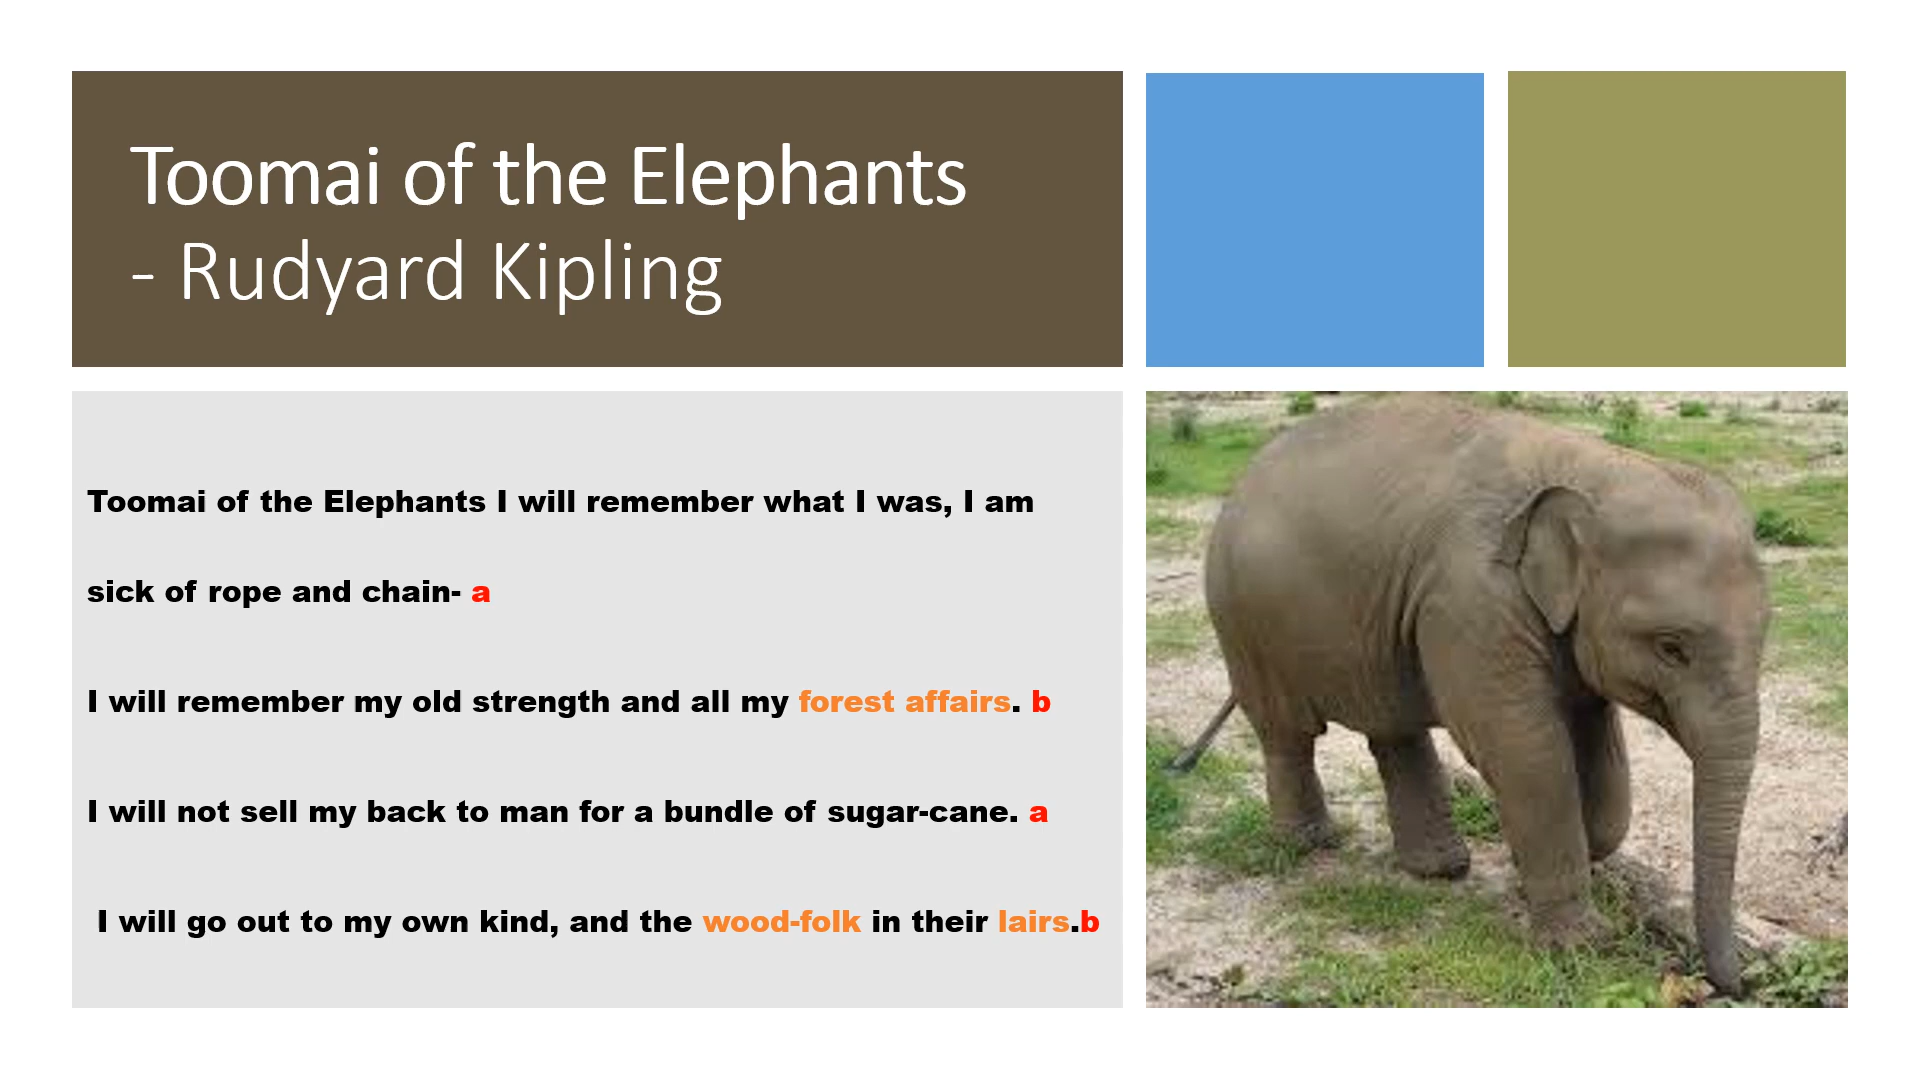 Toomai of the Elephants
- Rudyard Kipling
Toomai of the Elephants I will remember what I was, I am
sick of rope and chain- a
I will remember my old strength and all my forest affairs. b
I will not sell my back to man for a bundle of sugar-cane. a
I will go out to my own kind, and the wood-folk in their lairs.b